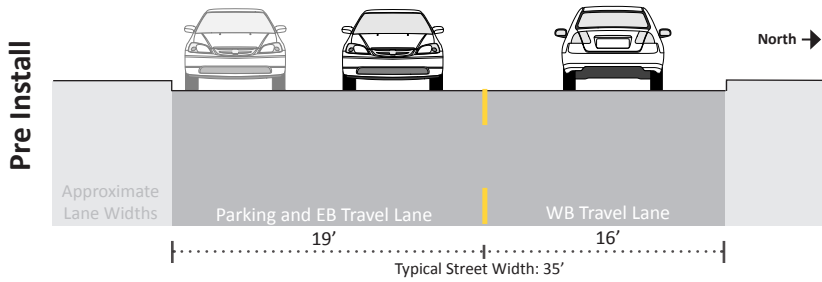 Pre Install
North
Approximate
Lane Widths
Parking and EB Travel Lane
WB Travel Lane
19’
16’
Typical Street Width: 35’